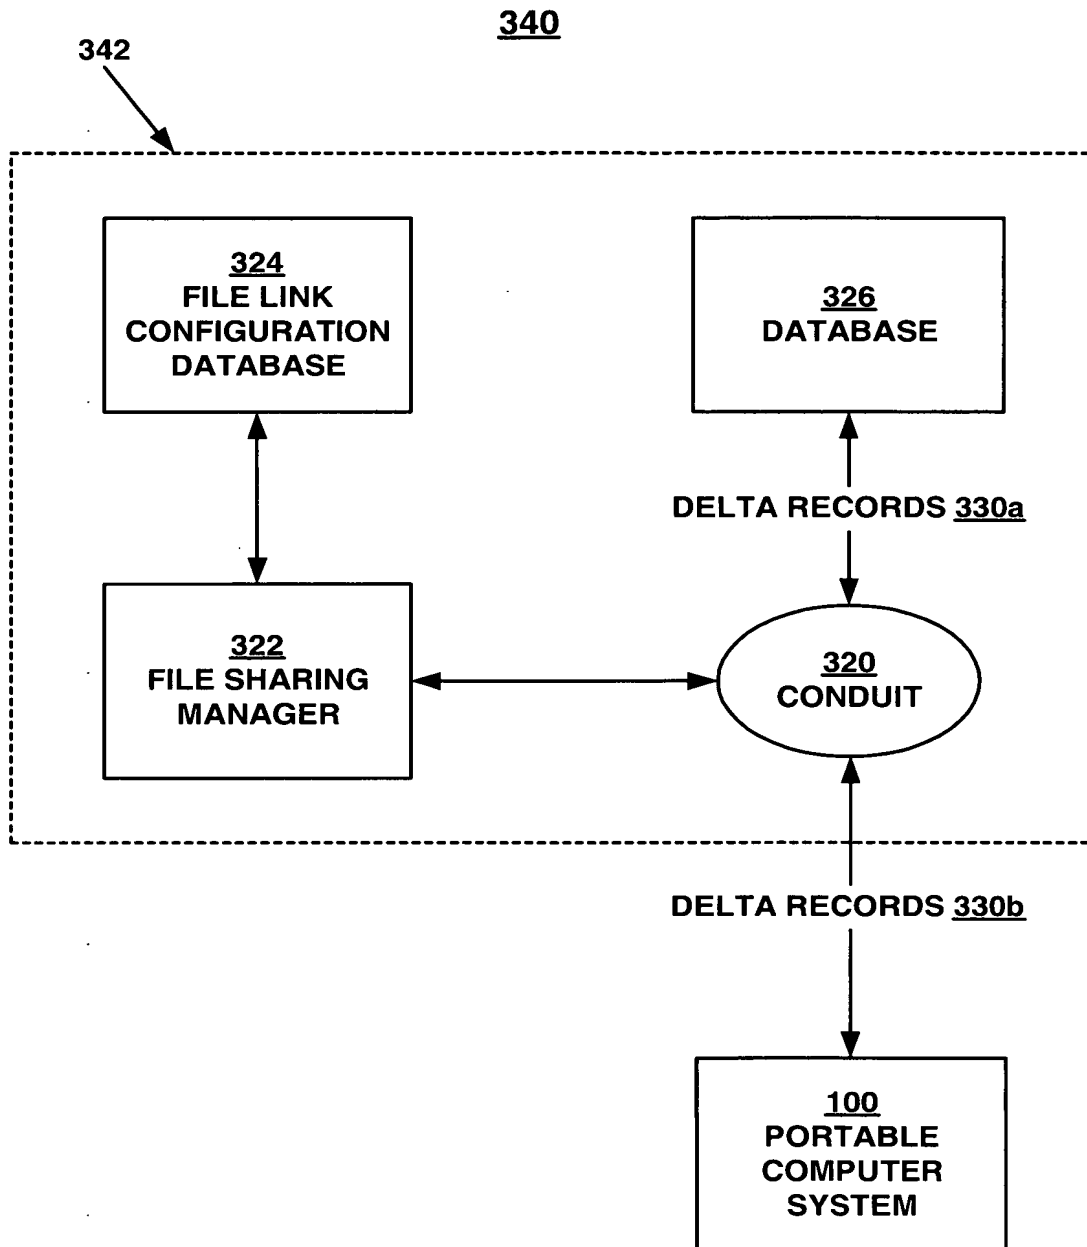 340
342
324
FILE LINK
CONFIGURATION
DATABASE
326
DATABASE
DELTA RECORDS 330a
322
FILE SHARING
MANAGER
320
CONDUIT
DELTA RECORDS 330b
100
PORTABLE
COMPUTER
SYSTEM